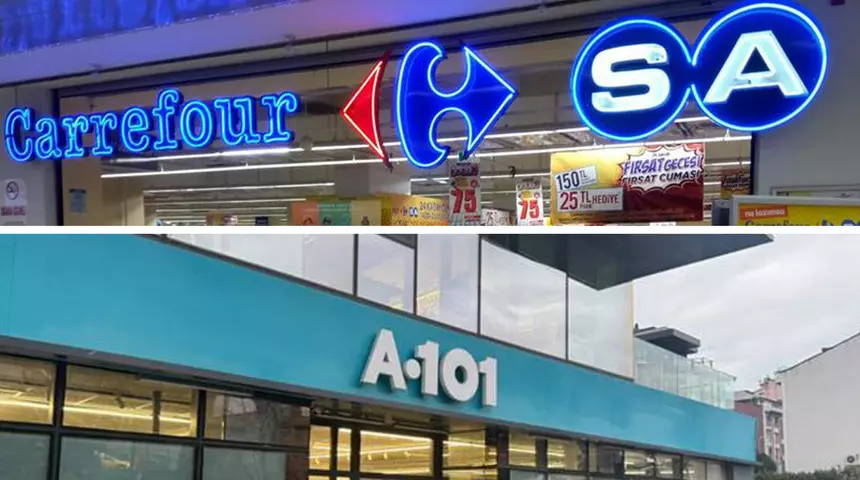 Carrefour SA
75
75
150 TL
25 TL HEDİYE
FIRSAT GECESİ
FIRSAT CUMASI
A·101